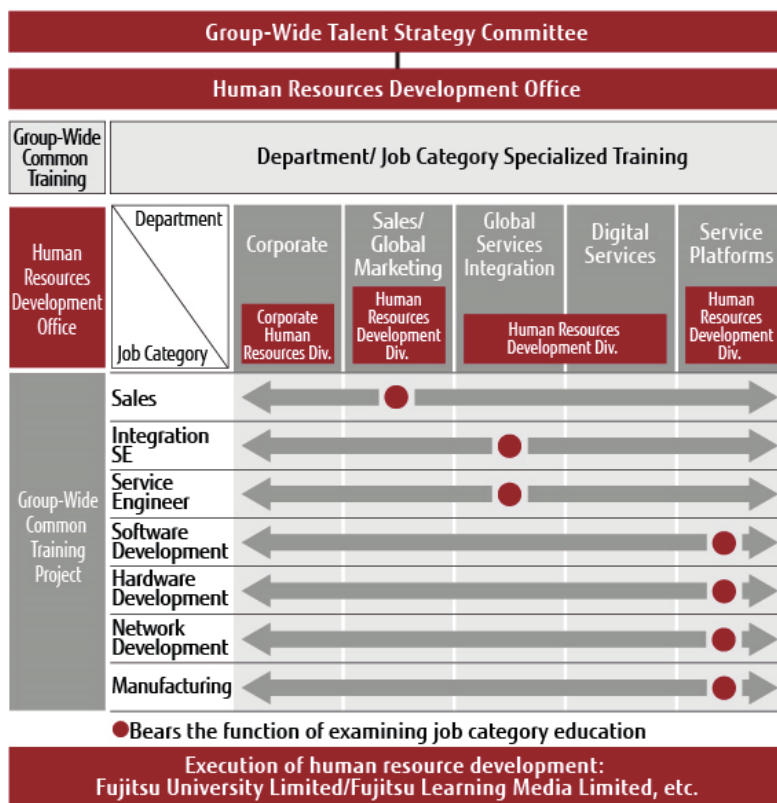 Group-Wide Talent Strategy Committee
Human Resources Development Office
Group-Wide
Common
Training
Department/ Job Category Specialized Training
Human
Resources
Development
Office
Department
Job Category
Corporate
Corporate
Human
Resources Div.
Sales/
Global
Marketing
Human
Resources
Development
Div.
Global
Services
Integration
Digital
Services
Human Resources
Development Div.
Service
Platforms
Human
Resources
Development
Div.
Group-Wide
Common
Training
Project
Sales
Integration
SE
Service
Engineer
Software
Development
Hardware
Development
Network
Development
Manufacturing
Bears the function of examining job category education
Execution of human resource development:
Fujitsu University Limited/Fujitsu Learning Media Limited, etc.